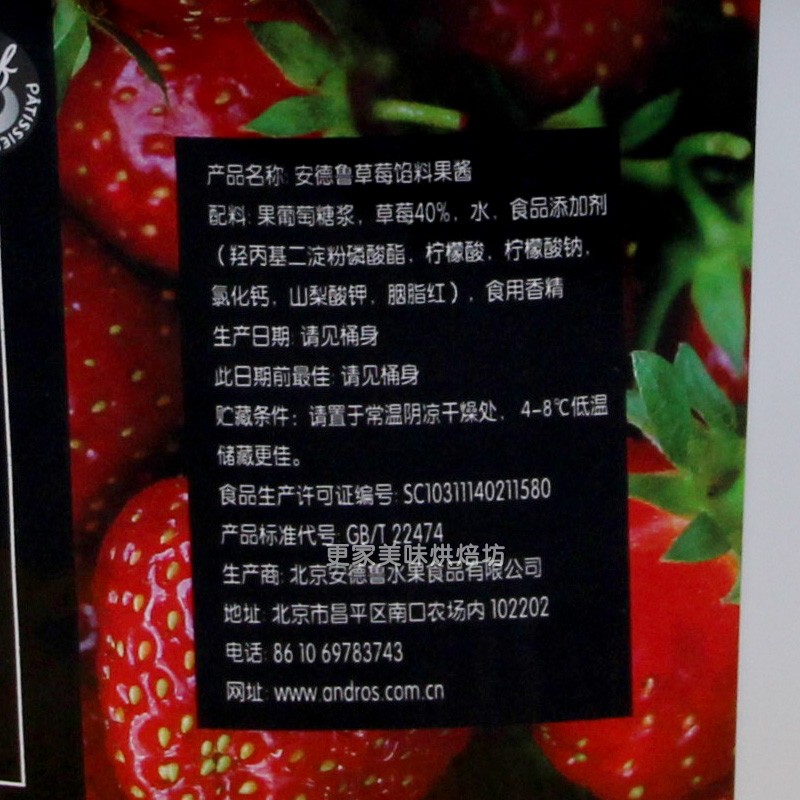 PÂTISSIE
产品名称: 安德鲁草莓馅料果酱
配料: 果葡萄糖浆, 草莓40%, 水, 食品添加剂
(羟丙基二淀粉磷酸酯, 柠檬酸, 柠檬酸钠,
氯化钙, 山梨酸钾, 胭脂红), 食用香精
生产日期: 请见桶身
此日期前最佳: 请见桶身
贮藏条件: 请置于常温阴凉干燥处, 4-8℃低温
储藏更佳。
食品生产许可证编号: SC10311140211580
产品标准代号: GB/T 22474
更家美味烘焙坊
生产商: 北京安德鲁水果食品有限公司
地址: 北京市昌平区南口农场内 102202
电话: 86 10 69783743
网址: www.andros.com.cn